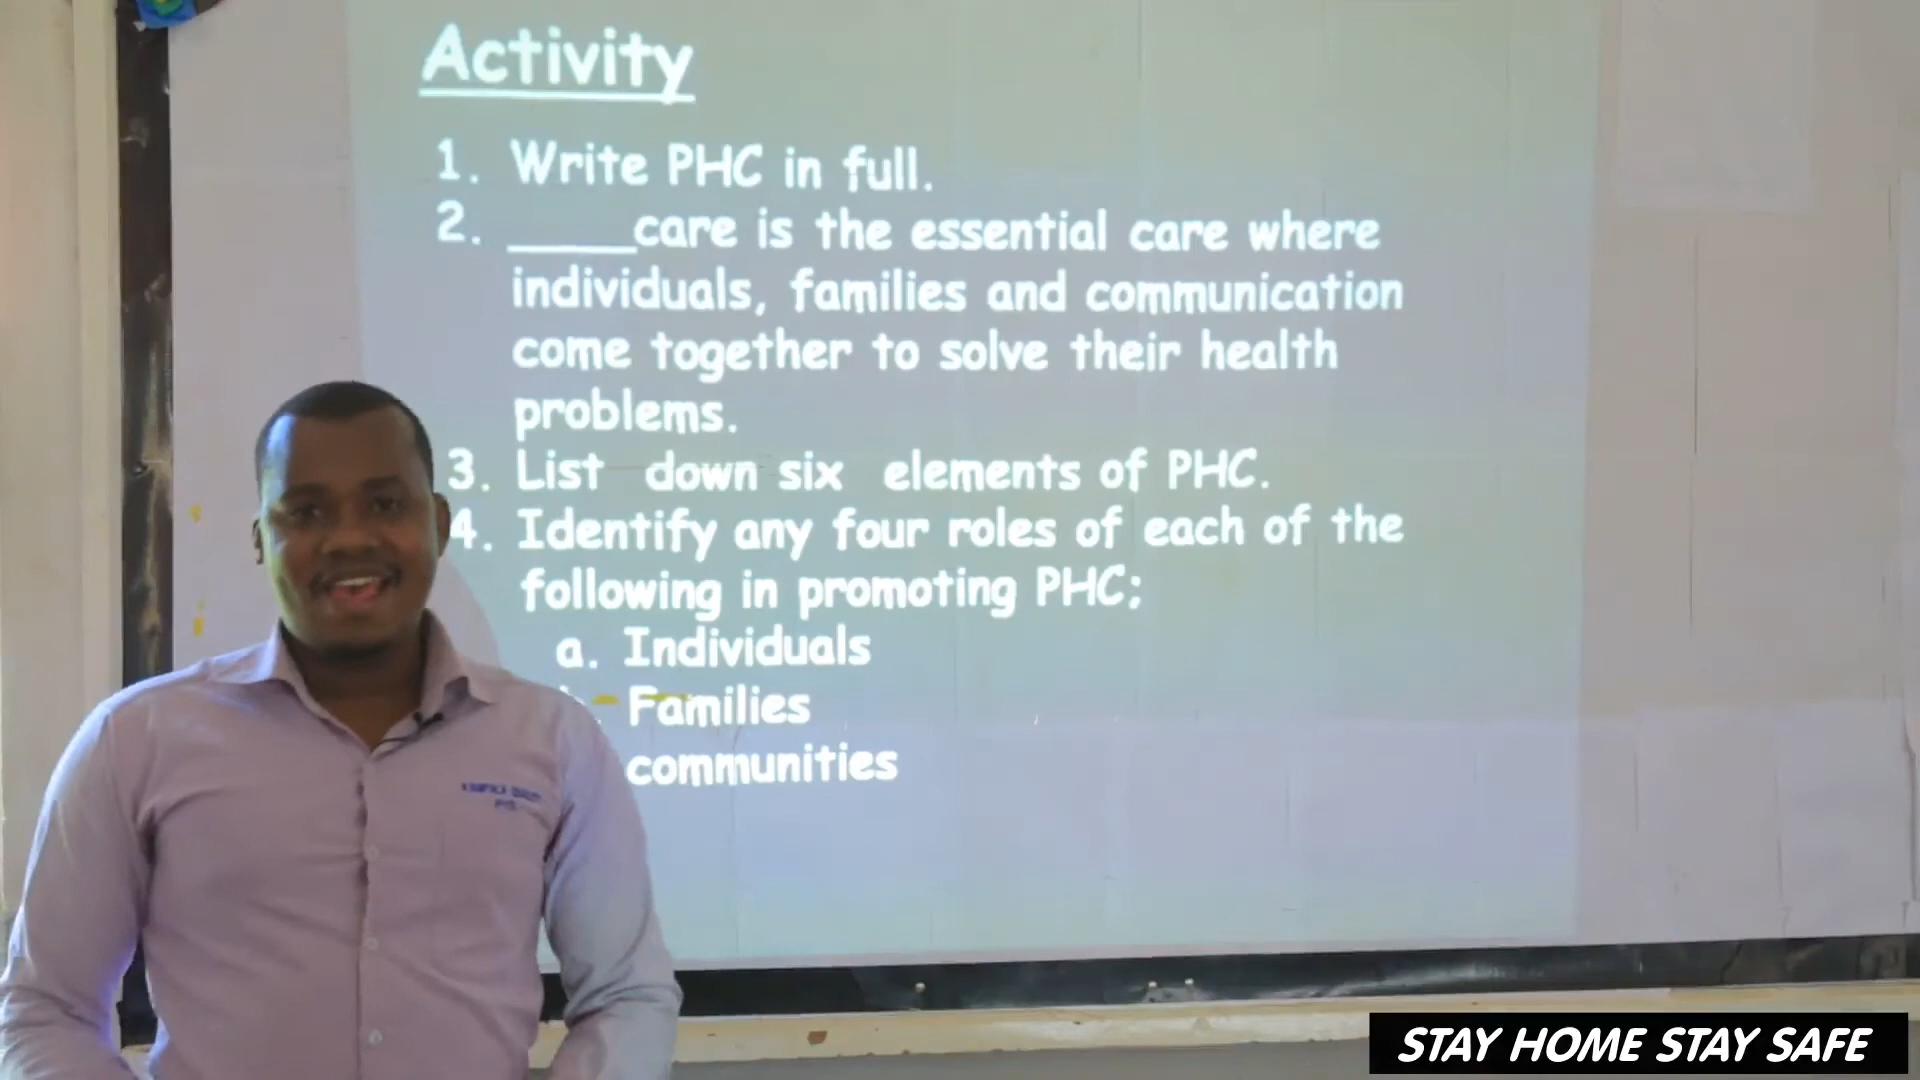 Activity
1. Write PHC in full.
2. _____care is the essential care where
individuals, families and communication
come together to solve their health
problems.
3. List down six elements of PHC.
4. Identify any four roles of each of the
following in promoting PHC;
a. Individuals
Families
communities
STAY HOME STAY SAFE